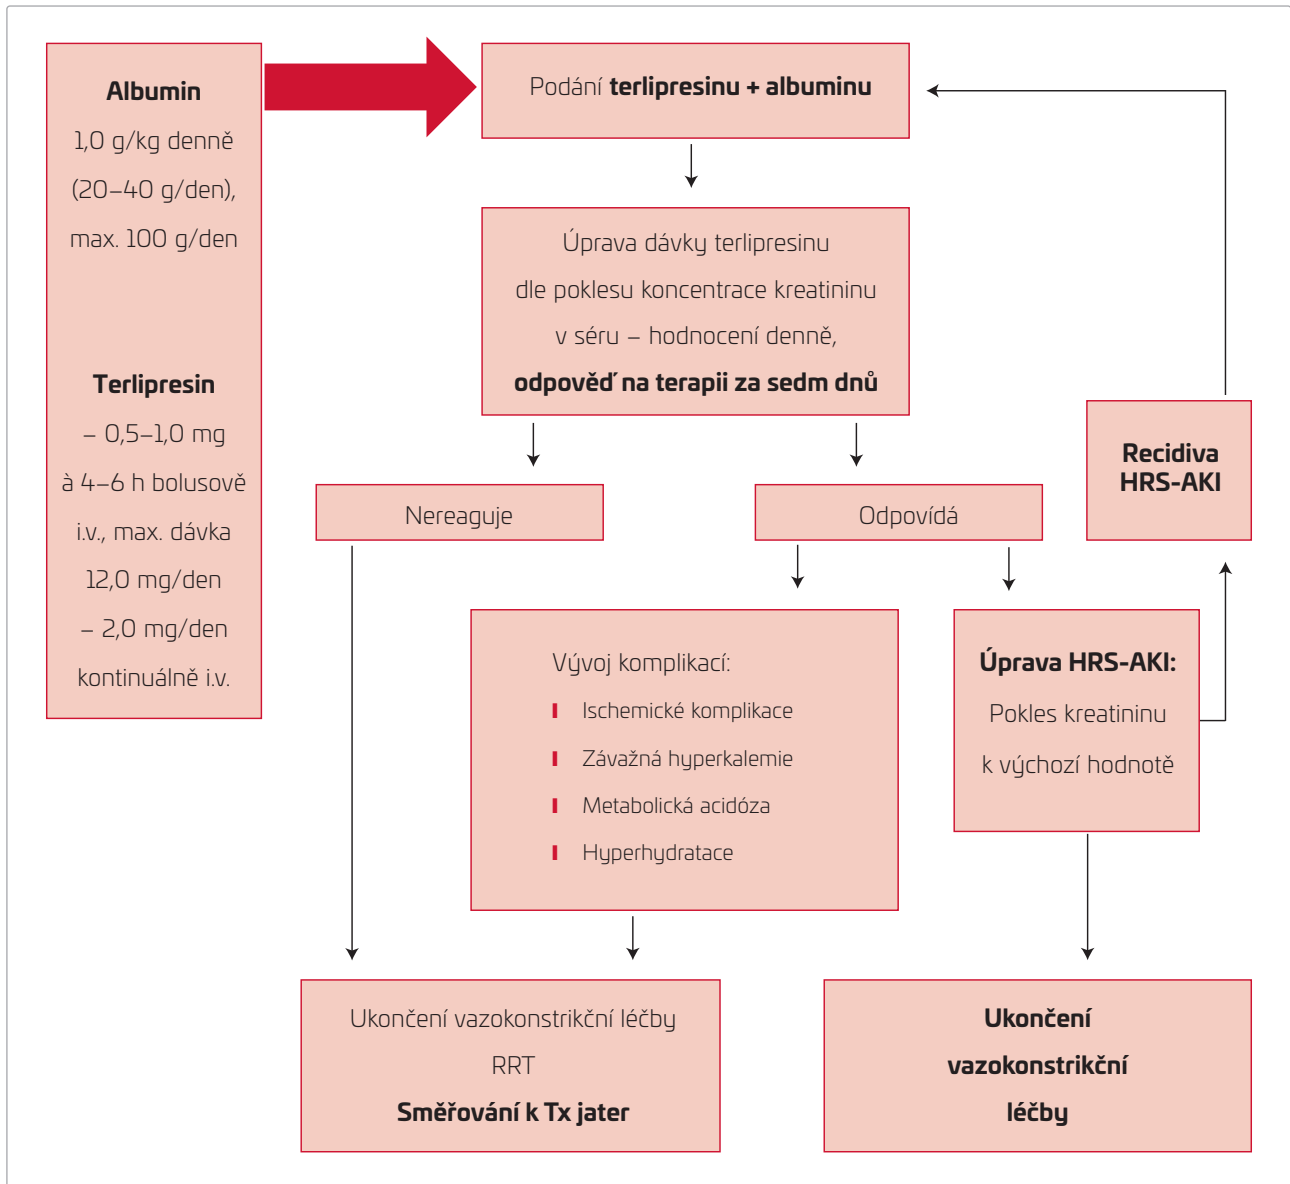 Albumin
1,0 g/kg denně
(20–40 g/den),
max. 100 g/den
Terlipresin
– 0,5–1,0 mg
à 4–6 h bolusově
i.v., max. dávka
12,0 mg/den
– 2,0 mg/den
kontinuálně i.v.
Podání terlipresinu + albuminu
Úprava dávky terlipresinu
dle poklesu koncentrace kreatininu
v séru – hodnocení denně,
odpověď na terapii za sedm dnů
Recidiva
HRS-AKI
Nereaguje
Odpovídá
Vývoj komplikací:
Ischemické komplikace
Závažná hyperkalemie
Metabolická acidóza
Hyperhydratace
Úprava HRS-AKI:
Pokles kreatininu
k výchozí hodnotě
Ukončení vazokonstrikční léčby
RRT
Směřování k Tx jater
Ukončení
vazokonstrikční
léčby